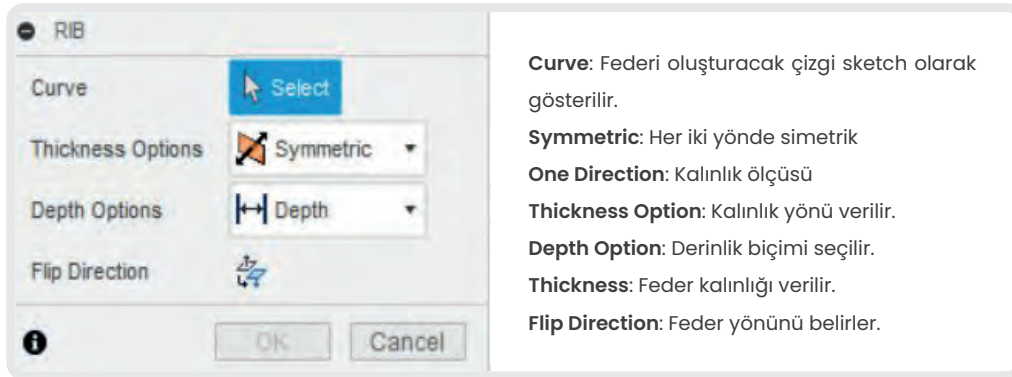 RIB
Curve
Select
Thickness Options
Symmetric
Depth Options
Depth
Flip Direction
OK
Cancel
Curve: Federi oluşturacak çizgi sketch olarak
gösterilir.
Symmetric: Her iki yönde simetrik
One Direction: Kalınlık ölçüsü
Thickness Option: Kalınlık yönü verilir.
Depth Option: Derinlik biçimi seçilir.
Thickness: Feder kalınlığı verilir.
Flip Direction: Feder yönünü belirler.